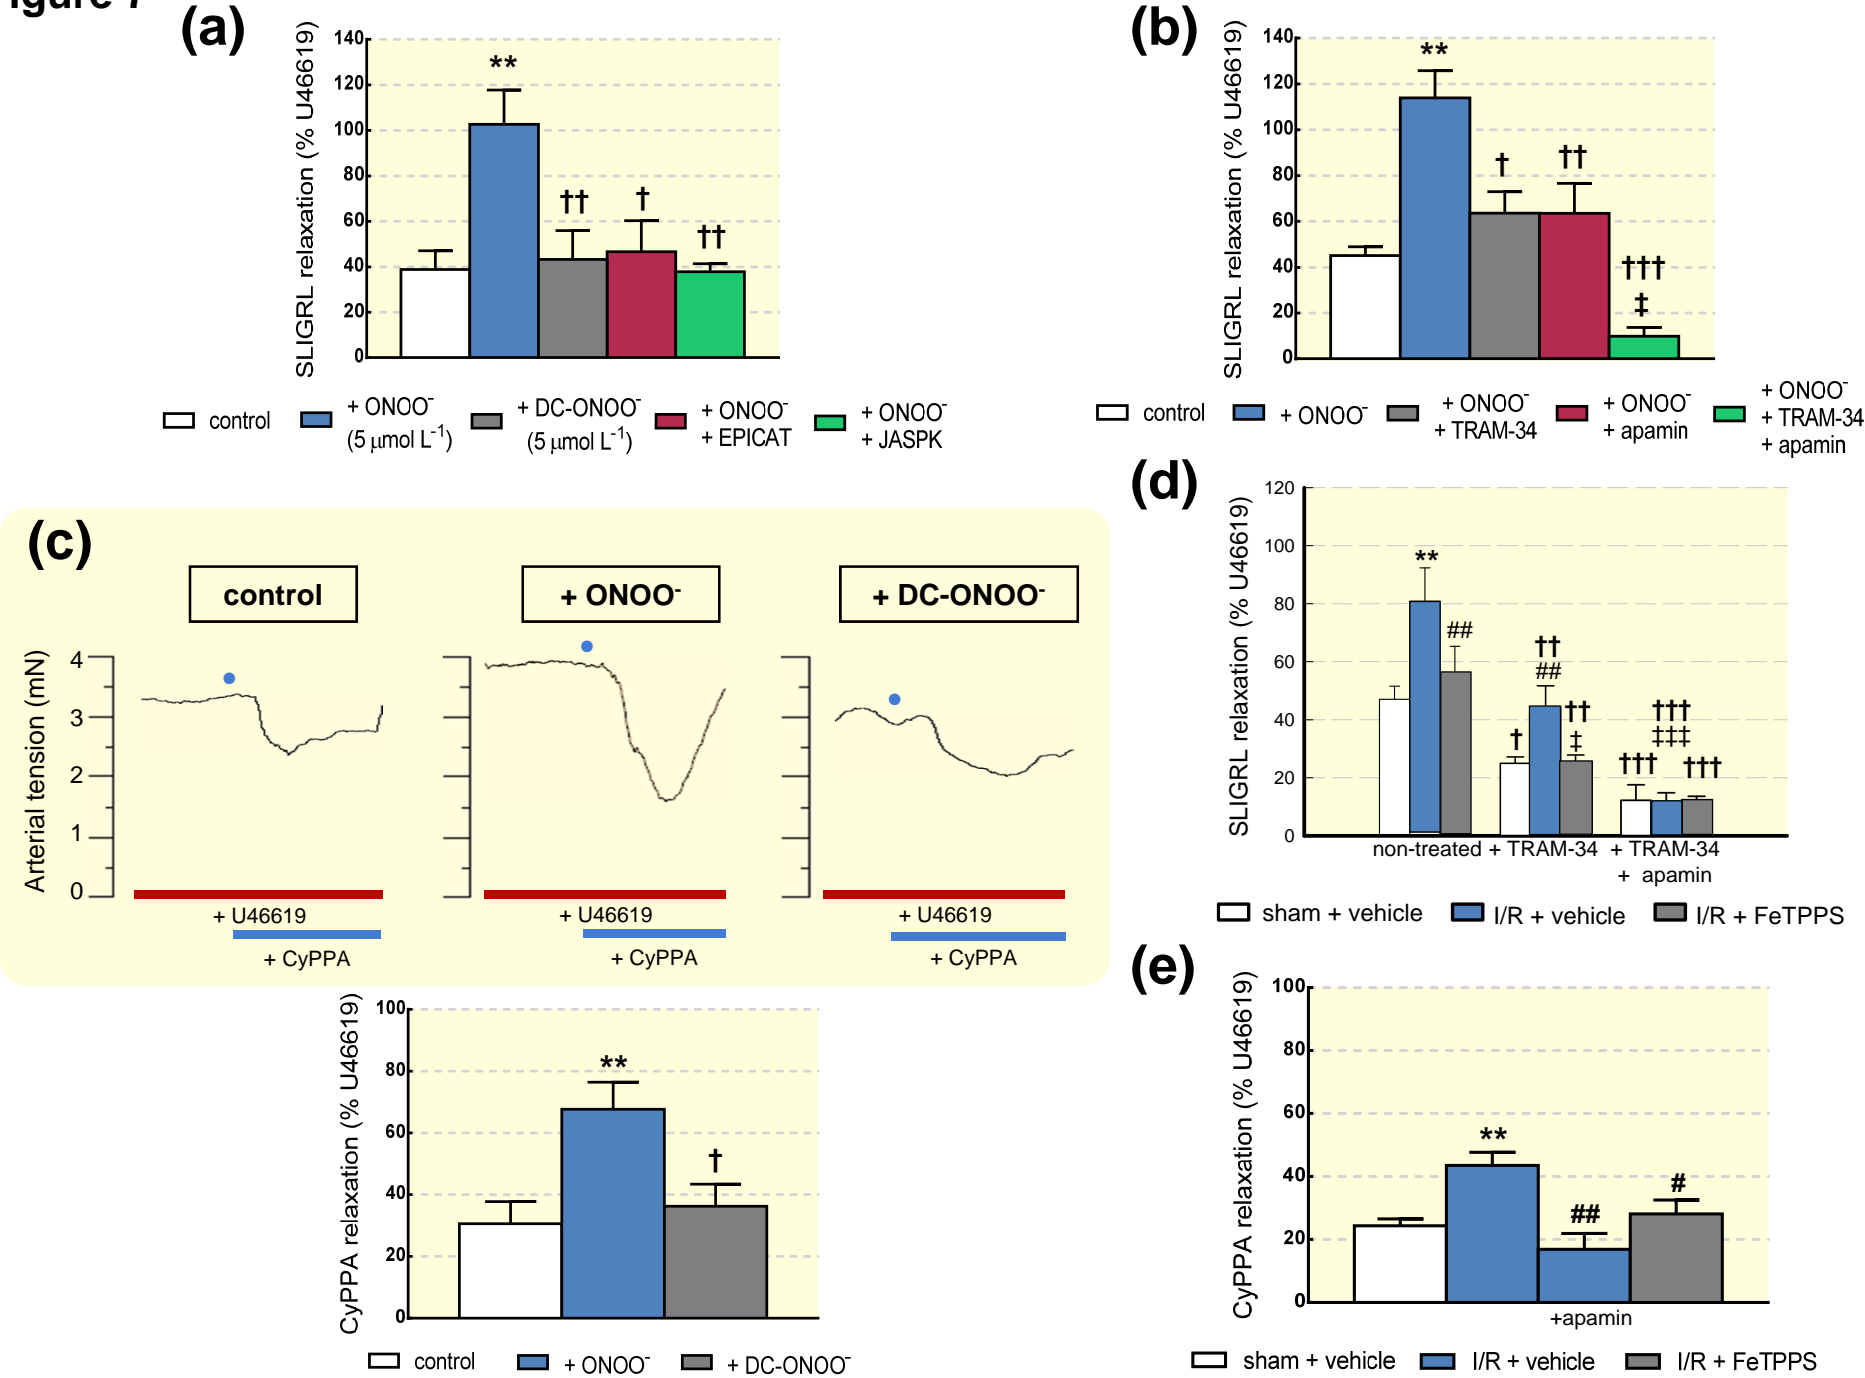 igure 7
(a)
SLIGRL relaxation (% U46619)
140
120
100
80
60
40
20
0
**
††
†
††
control
+ ONOO-
(5 µmol L-1)
+ DC-ONOO-
(5 µmol L-1)
+ ONOO-
+ EPICAT
+ ONOO-
+ JASPK
(b)
SLIGRL relaxation (% U46619)
140
120
100
80
60
40
20
0
**
†
††
†††
‡
control
+ ONOO-
+ ONOO-
+ TRAM-34
+ ONOO-
+ apamin
+ ONOO-
+ TRAM-34
+ apamin
(c)
control
+ ONOO-
+ DC-ONOO-
Arterial tension (mN)
4
3
2
1
0
+ U46619
+ CyPPA
+ U46619
+ CyPPA
+ U46619
+ CyPPA
CyPPA relaxation (% U46619)
100
80
60
40
20
0
**
†
control
+ ONOO-
+ DC-ONOO-
(d)
SLIGRL relaxation (% U46619)
120
100
80
60
40
20
0
**
##
†
††
##
††
‡
†††
†††
‡‡‡
†††
non-treated
+ TRAM-34
+ TRAM-34
+ apamin
sham + vehicle
I/R + vehicle
I/R + FeTPPS
(e)
CyPPA relaxation (% U46619)
100
80
60
40
20
0
**
##
#
+apamin
sham + vehicle
I/R + vehicle
I/R + FeTPPS